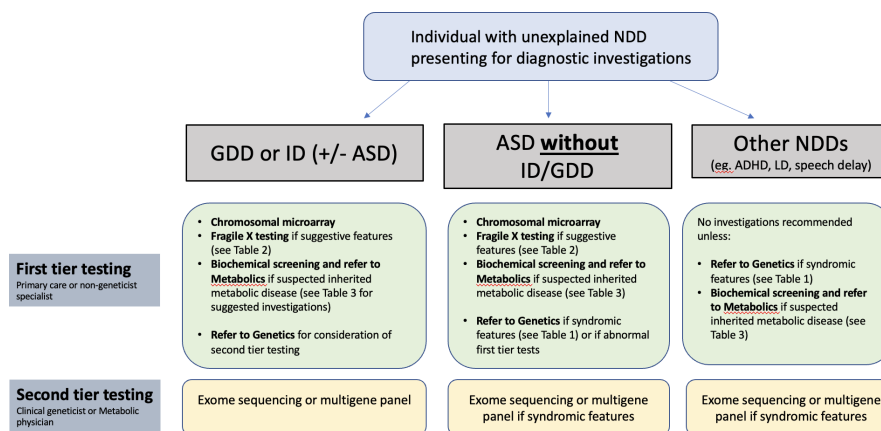 Individual with unexplained NDD
presenting for diagnostic investigations
GDD or ID (+/- ASD)
ASD without
ID/GDD
Other NDDs
(eg. ADHD, LD, speech delay)
First tier testing
Primary care or non-geneticist
specialist
• Chromosomal microarray
• Fragile X testing if suggestive features
(see Table 2)
• Biochemical screening and refer to
Metabolics if suspected inherited
metabolic disease (see Table 3 for
suggested investigations)
• Refer to Genetics for consideration of
second tier testing
• Chromosomal microarray
• Fragile X testing if suggestive
features (see Table 2)
• Biochemical screening and refer to
Metabolics if suspected inherited
metabolic disease (see Table 3)
• Refer to Genetics if syndromic
features (see Table 1) or if abnormal
first tier tests
No investigations recommended
unless:
• Refer to Genetics if syndromic
features (see Table 1)
• Biochemical screening and refer
to Metabolics if suspected
inherited metabolic disease (see
Table 3)
Second tier testing
Clinical geneticist or Metabolic
physician
Exome sequencing or multigene panel
Exome sequencing or multigene
panel if syndromic features
Exome sequencing or multigene
panel if syndromic features